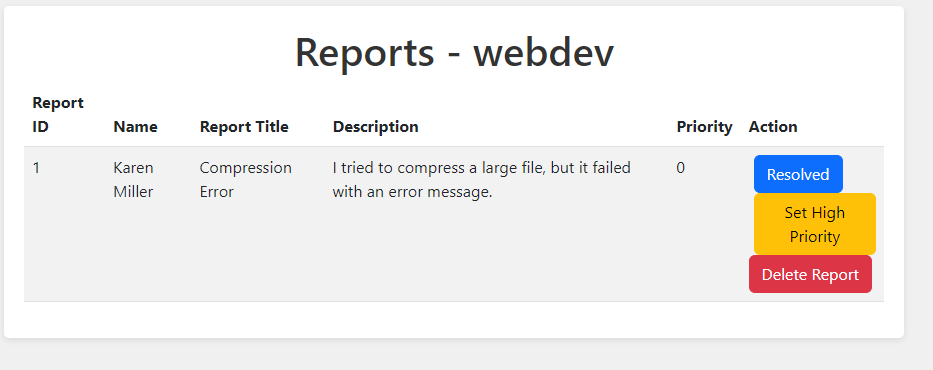 Reports - webdev
Report
ID
Name
Report Title
Description
Priority
Action
1
Karen
Miller
Compression
Error
I tried to compress a large file, but it failed
with an error message.
0
Resolved
Set High
Priority
Delete Report